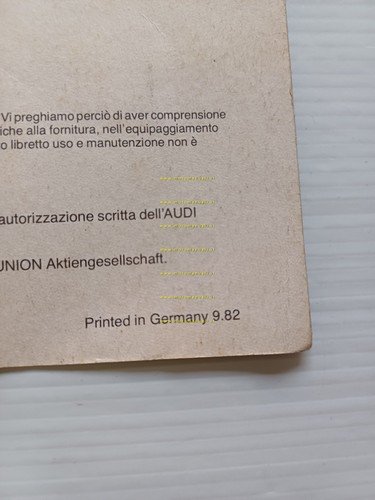 Vi preghiamo perciò di aver comprensione
iche alla fornitura, nell'equipaggiamento
o libretto uso e manutenzione non è
autorizzazione scritta dell'AUDI
UNION Aktiengesellschaft.
Printed in Germany 9.82